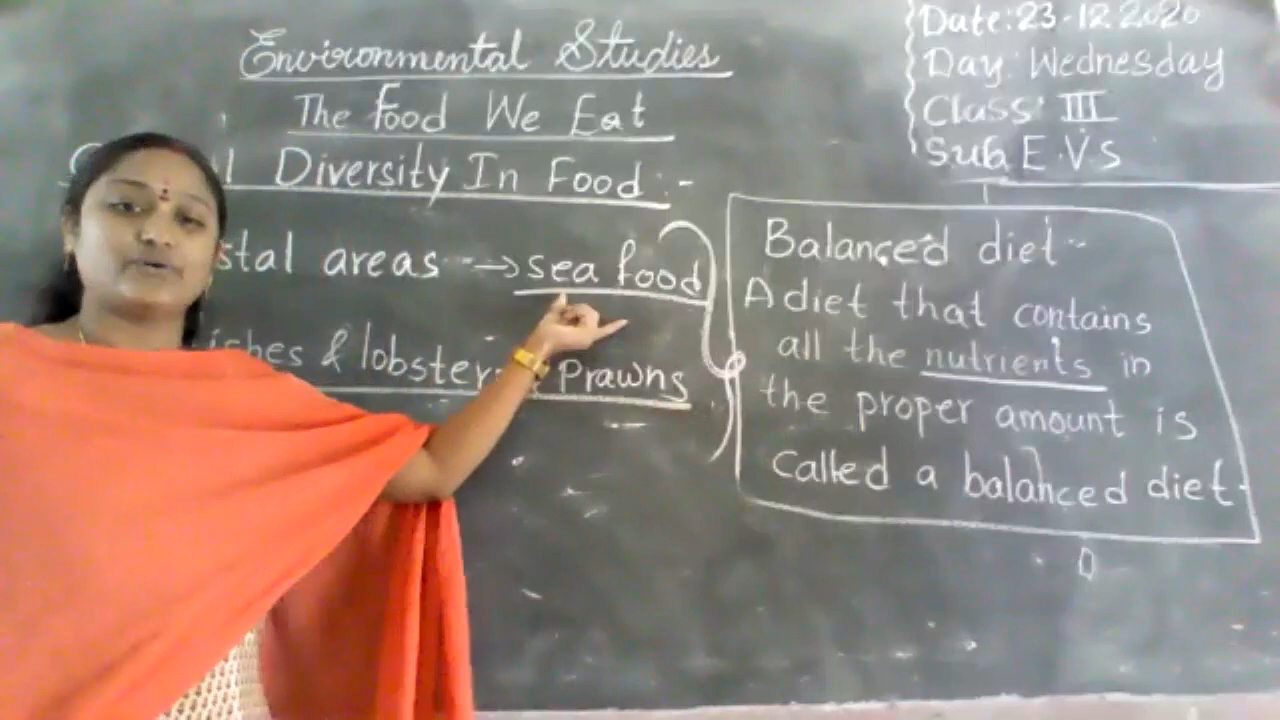 Environmental Studies
The Food We Eat
Diversity In Food :-
stal areas → sea food
ishes & lobster Prawns
Date: 23-12-2020
Day: Wednesday
Class: III
Sub E.V.S
Balanced diet:-
A diet that contains
all the nutrients in
the proper amount is
called a balanced diet.